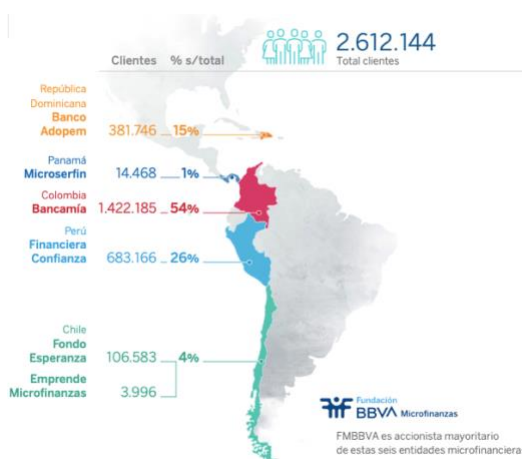 2.612.144
Total clientes
Clientes % s/total
República
Dominicana
Banco
Adopem 381.746 15%
Panamá
Microserfin 14.468 1%
Colombia
Bancamía 1.422.185 54%
Perú
Financiera
Confianza 683.166 26%
Chile
Fondo
Esperanza 106.583 4%
Emprende
Microfinanzas 3.996
Fundación
BBVA Microfinanzas
FMBBVA es accionista mayoritario
de estas seis entidades microfinanciera